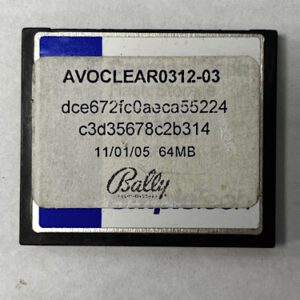 AVOCLEAR0312-03
dce672fc0aeca55224
c3d35678c2b314
11/01/05 64MB
Bally